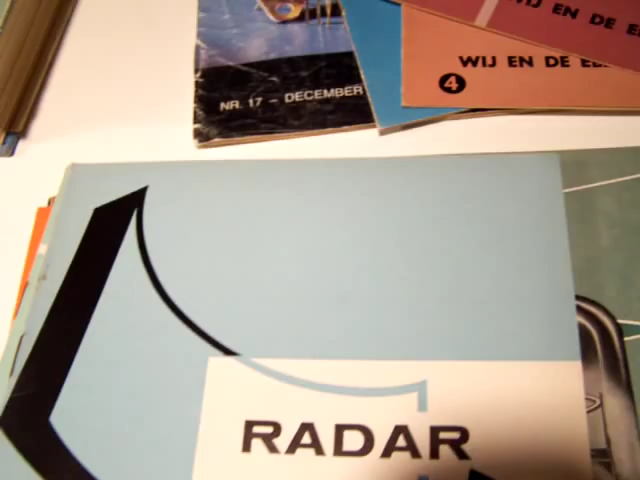 WIJ EN DE
WIJ EN DE
4
NR. 17 - DECEMBER
RADAR